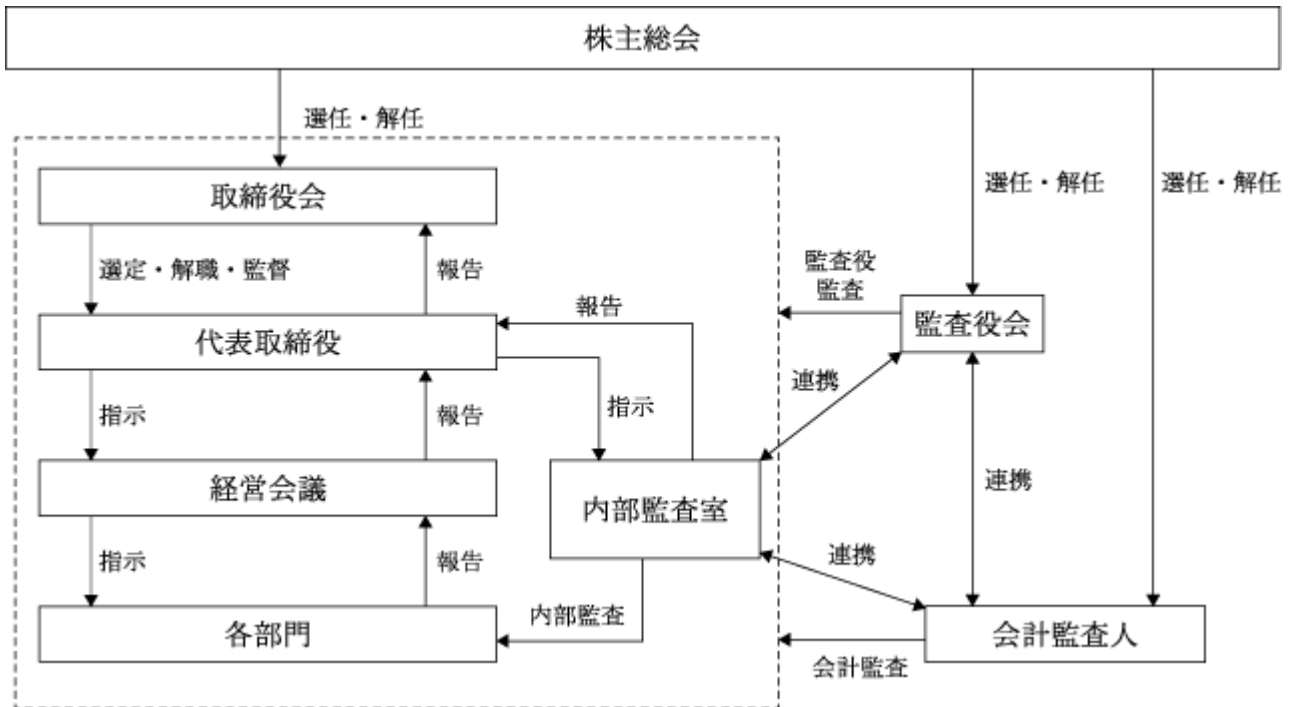 株主総会
選任・解任
取締役会
選任・解任
選任・解任
選定・解職・監督
報告
監査役
監査
報告
監査役会
代表取締役
連携
指示
報告
指示
経営会議
内部監査室
連携
指示
報告
連携
内部監査
各部門
会計監査人
会計監査